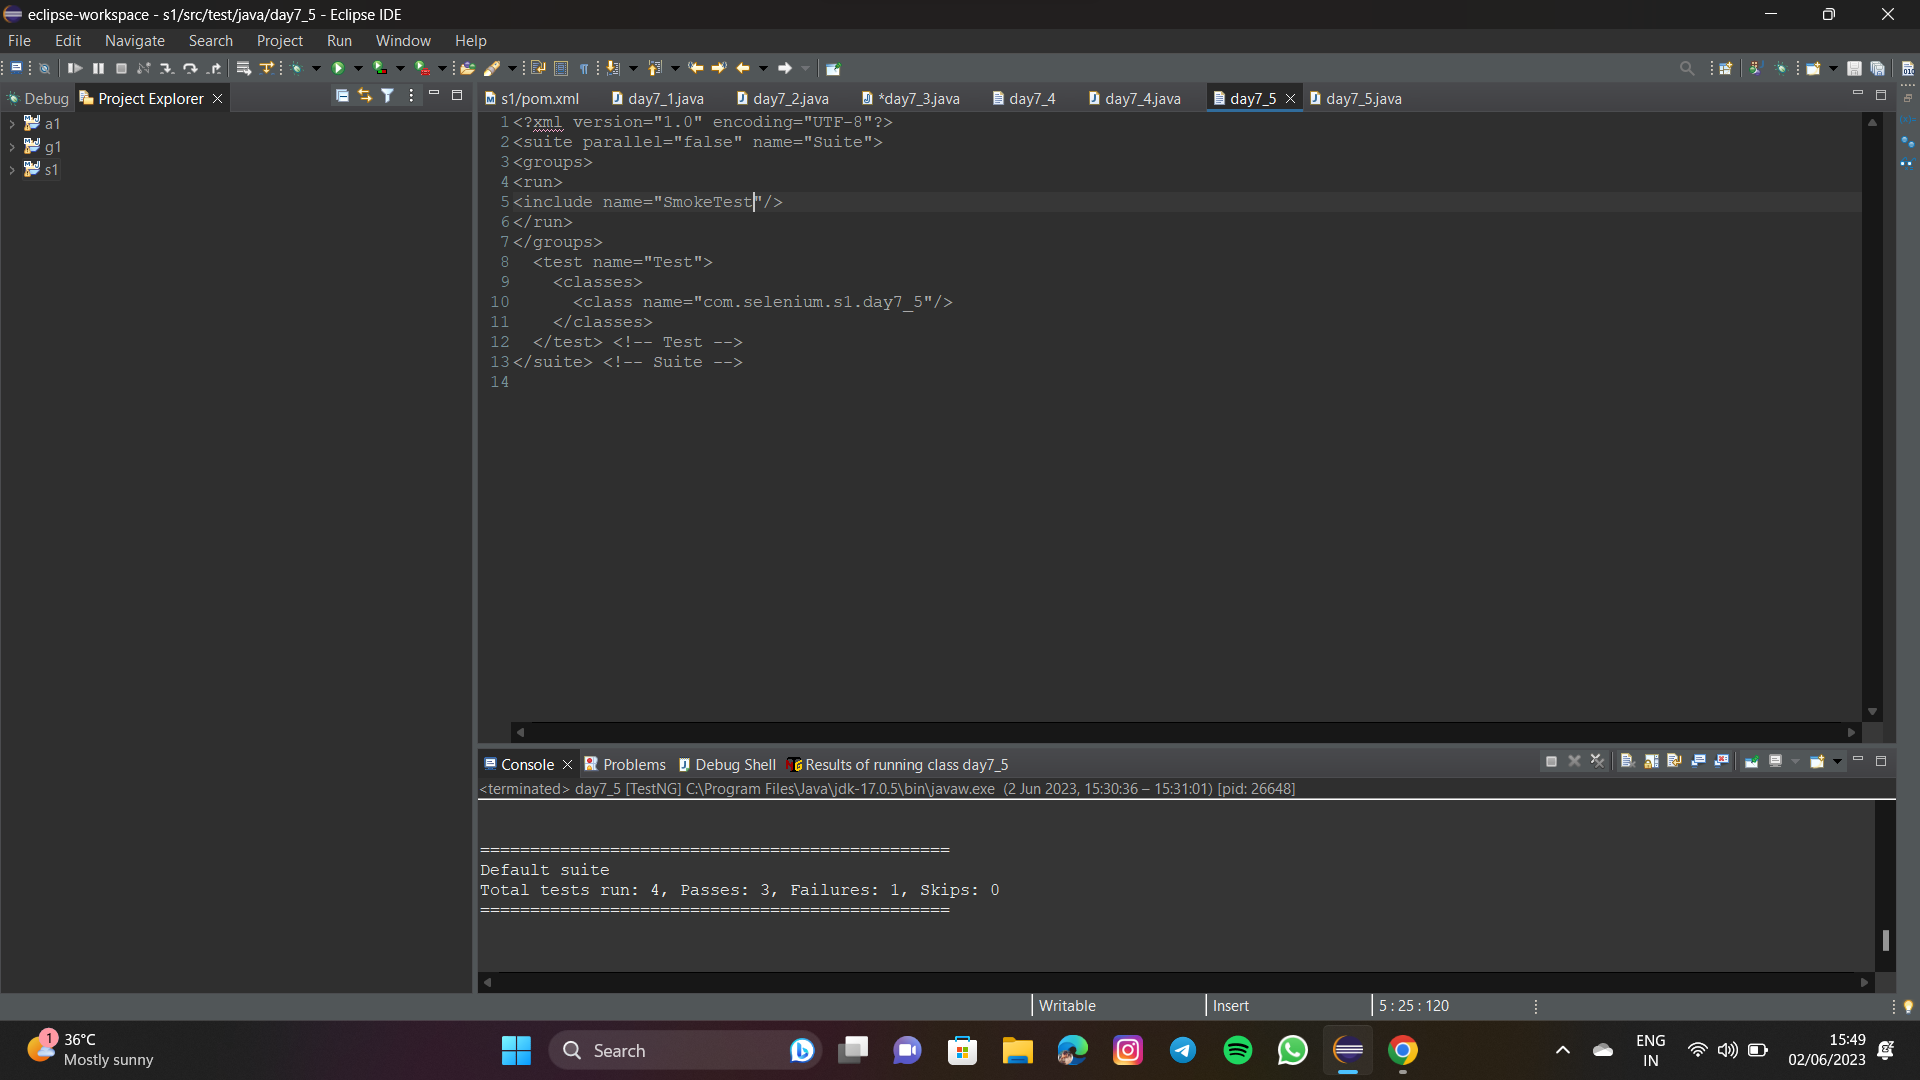 eclipse-workspace - s1/src/test/java/day7_5 - Eclipse IDE
File Edit Navigate Search Project Run Window Help
Debug Project Explorer
s1/pom.xml day7_1.java day7_2.java *day7_3.java day7_4 day7_4.java day7_5 day7_5.java
a1
g1
s1
1 <?xml version="1.0" encoding="UTF-8"?>
2 <suite parallel="false" name="Suite">
3 <groups>
4 <run>
5 <include name="SmokeTest"/>
6 </run>
7 </groups>
8 <test name="Test">
9 <classes>
10 <class name="com.selenium.s1.day7_5"/>
11 </classes>
12 </test> <!-- Test -->
13 </suite> <!-- Suite -->
14
Console Problems Debug Shell Results of running class day7_5
<terminated> day7_5 [TestNG] C:\Program Files\Java\jdk-17.0.5\bin\javaw.exe (2 Jun 2023, 15:30:36 – 15:31:01) [pid: 26648]
===============================================
Default suite
Total tests run: 4, Passes: 3, Failures: 1, Skips: 0
===============================================
Writable Insert 5 : 25 : 120
1
36°C
Mostly sunny
Search
ENG
IN
15:49
02/06/2023